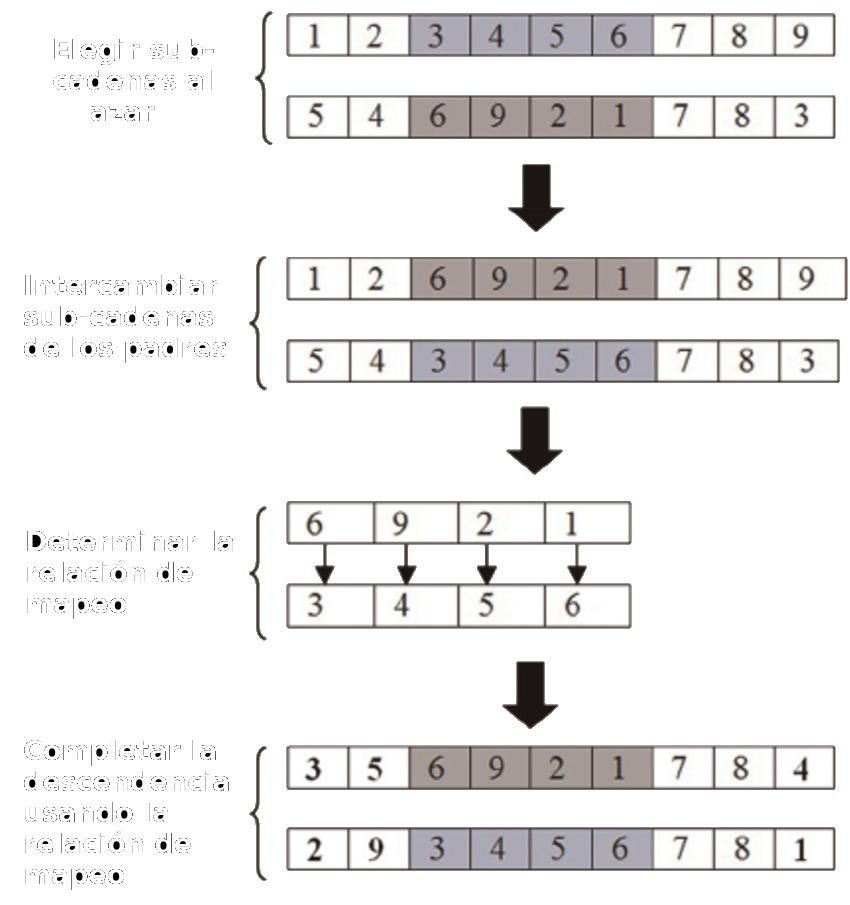 Elegir sub-
cadenas al
azar
1 2 3 4 5 6 7 8 9
5 4 6 9 2 1 7 8 3
Intercambiar
sub-cadenas
de los padres
1 2 6 9 2 1 7 8 9
5 4 3 4 5 6 7 8 3
Determinar la
relación de
mapeo
6 9 2 1
3 4 5 6
Completar la
descendencia
usando la
relación de
mapeo
3 5 6 9 2 1 7 8 4
2 9 3 4 5 6 7 8 1